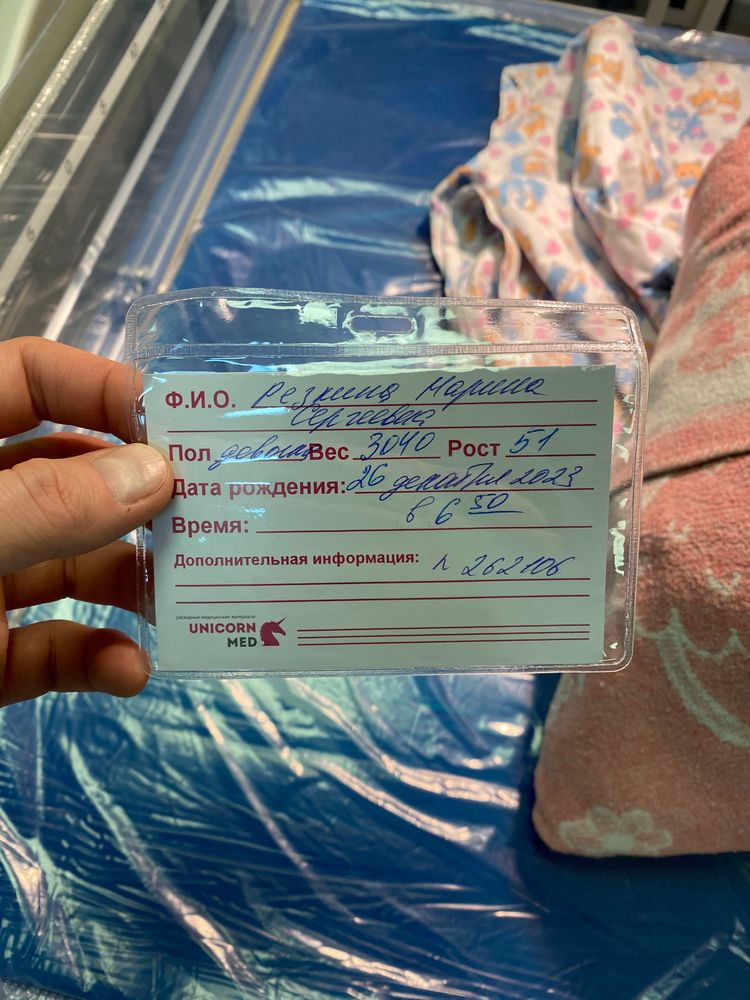 Ф.И.О. Резкина Марина
Сергеевна
Пол девочка Вес 3040 Рост 51
Дата рождения: 26 декабря 2023
Время: в 6 50
Дополнительная информация: л 262106
расходные медицинские материалы
UNICORN
MED